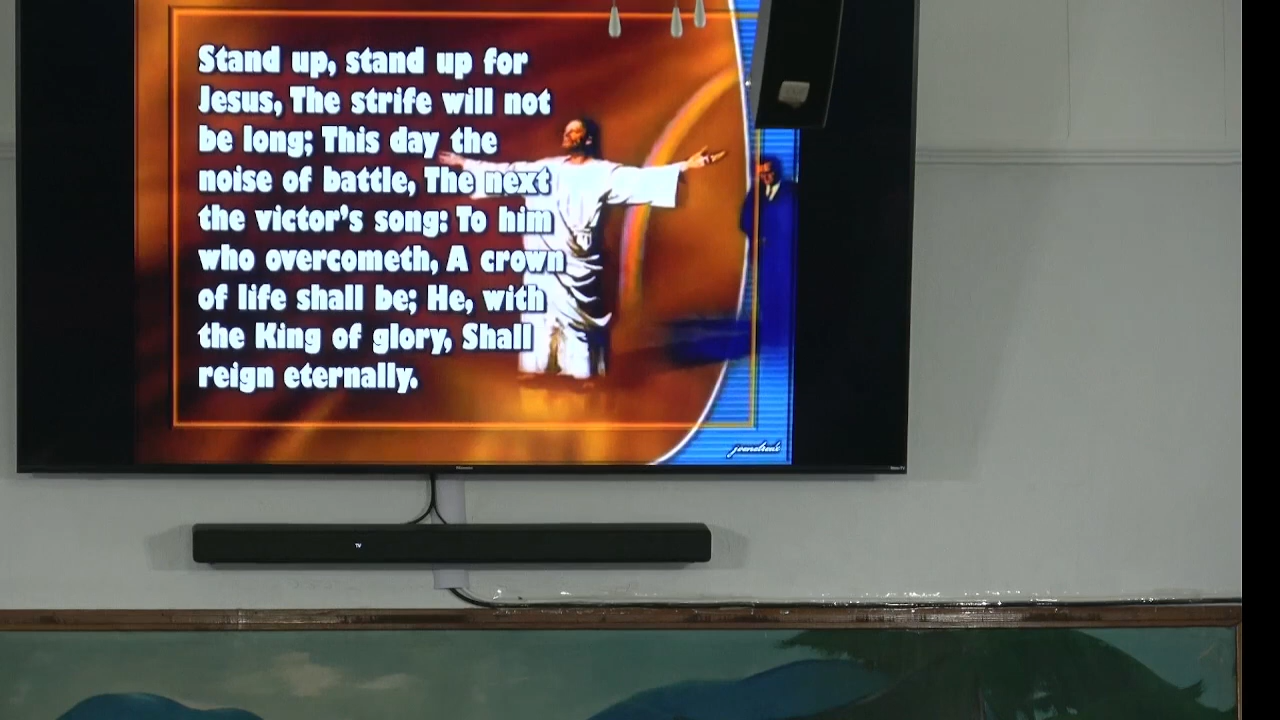 Stand up, stand up for
Jesus, The strife will not
be long; This day the
noise of battle, The next
the victor's song: To him
who overcometh, A crown
of life shall be; He, with
the King of glory, Shall
reign eternally.
TV